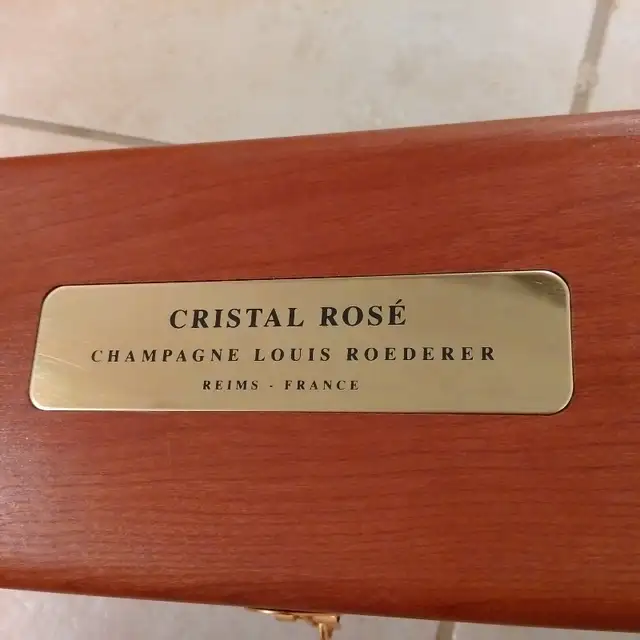 CRISTAL ROSÉ
CHAMPAGNE LOUIS ROEDERER
REIMS - FRANCE